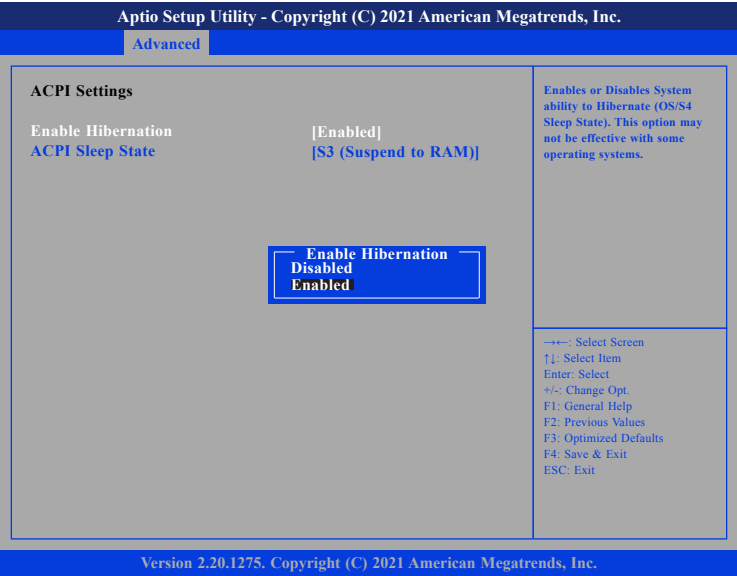 Aptio Setup Utility - Copyright (C) 2021 American Megatrends, Inc.
Advanced
ACPI Settings
Enable Hibernation [Enabled]
ACPI Sleep State [S3 (Suspend to RAM)]
Enables or Disables System
ability to Hibernate (OS/S4
Sleep State). This option may
not be effective with some
operating systems.
Enable Hibernation
Disabled
Enabled
→←: Select Screen
↑↓: Select Item
Enter: Select
+/-: Change Opt.
F1: General Help
F2: Previous Values
F3: Optimized Defaults
F4: Save & Exit
ESC: Exit
Version 2.20.1275. Copyright (C) 2021 American Megatrends, Inc.